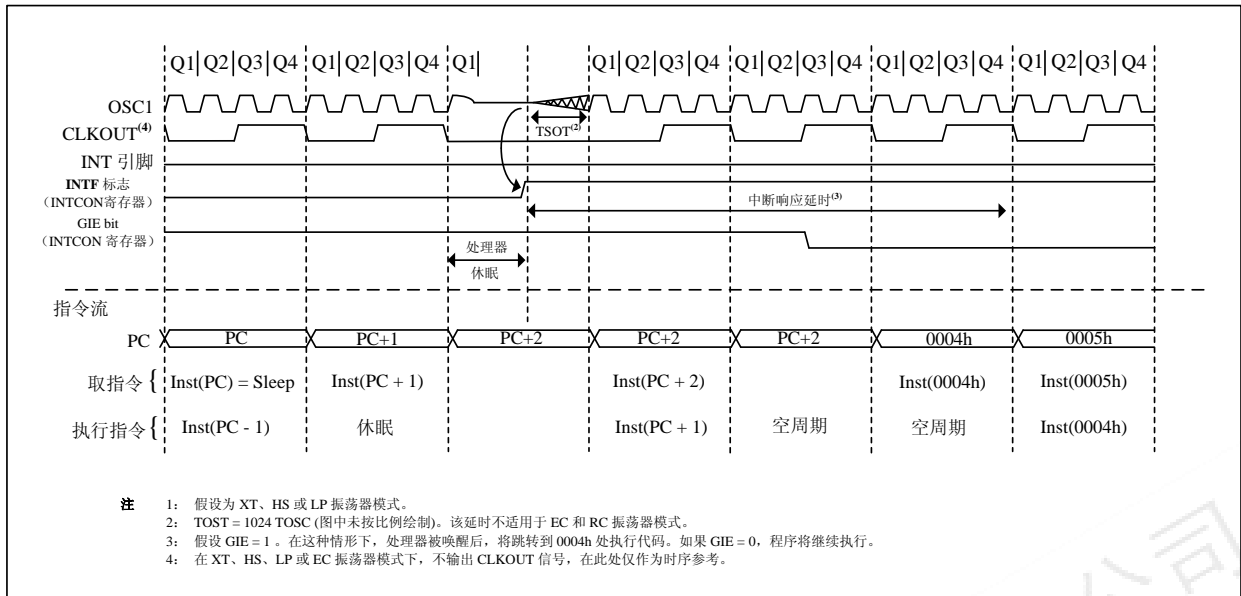 Q1|Q2|Q3|Q4 Q1|Q2|Q3|Q4 Q1| Q1|Q2|Q3|Q4 Q1|Q2|Q3|Q4 Q1|Q2|Q3|Q4 Q1|Q2|Q3|Q4
OSC1
TSOT(2)
CLKOUT(4)
INT 引脚
INTF 标志
(INTCON寄存器)
中断响应延时(3)
GIE bit
(INTCON 寄存器)
处理器
休眠
指令流
PC PC PC+1 PC+2 PC+2 PC+2 0004h 0005h
取指令 { Inst(PC) = Sleep Inst(PC + 1) Inst(PC + 2) Inst(0004h) Inst(0005h)
执行指令 { Inst(PC - 1) 休眠 Inst(PC + 1) 空周期 空周期 Inst(0004h)
注 1: 假设为 XT、HS 或 LP 振荡器模式。
2: TOST = 1024 TOSC (图中未按比例绘制)。该延时不适用于 EC 和 RC 振荡器模式。
3: 假设 GIE = 1 。在这种情形下，处理器被唤醒后，将跳转到 0004h 处执行代码。如果 GIE = 0，程序将继续执行。
4: 在 XT、HS、LP 或 EC 振荡器模式下，不输出 CLKOUT 信号，在此处仅作为时序参考。
公司